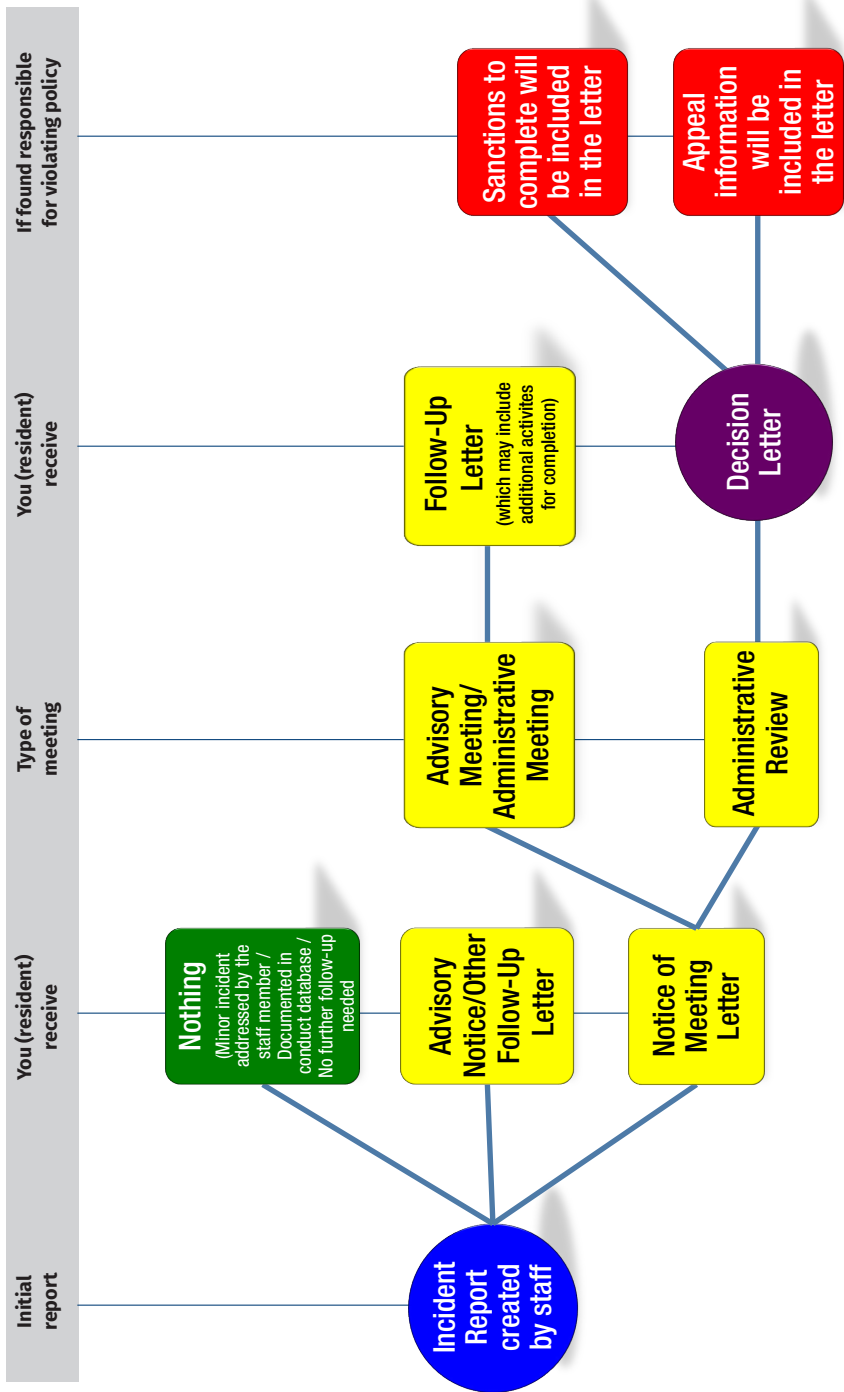 Initial
report
You (resident)
receive
Type of
meeting
You (resident)
receive
If found responsible
for violating policy
Incident
Report
created
by staff
Nothing
(Minor incident
addressed by the
staff member /
Documented in
conduct database /
No further follow-up
needed
Advisory
Notice/Other
Follow-Up
Letter
Notice of
Meeting
Letter
Advisory
Meeting/
Administrative
Meeting
Administrative
Review
Follow-Up
Letter
(which may include
additional activites
for completion)
Decision
Letter
Sanctions to
complete will
be included
in the letter
Appeal
information
will be
included in
the letter